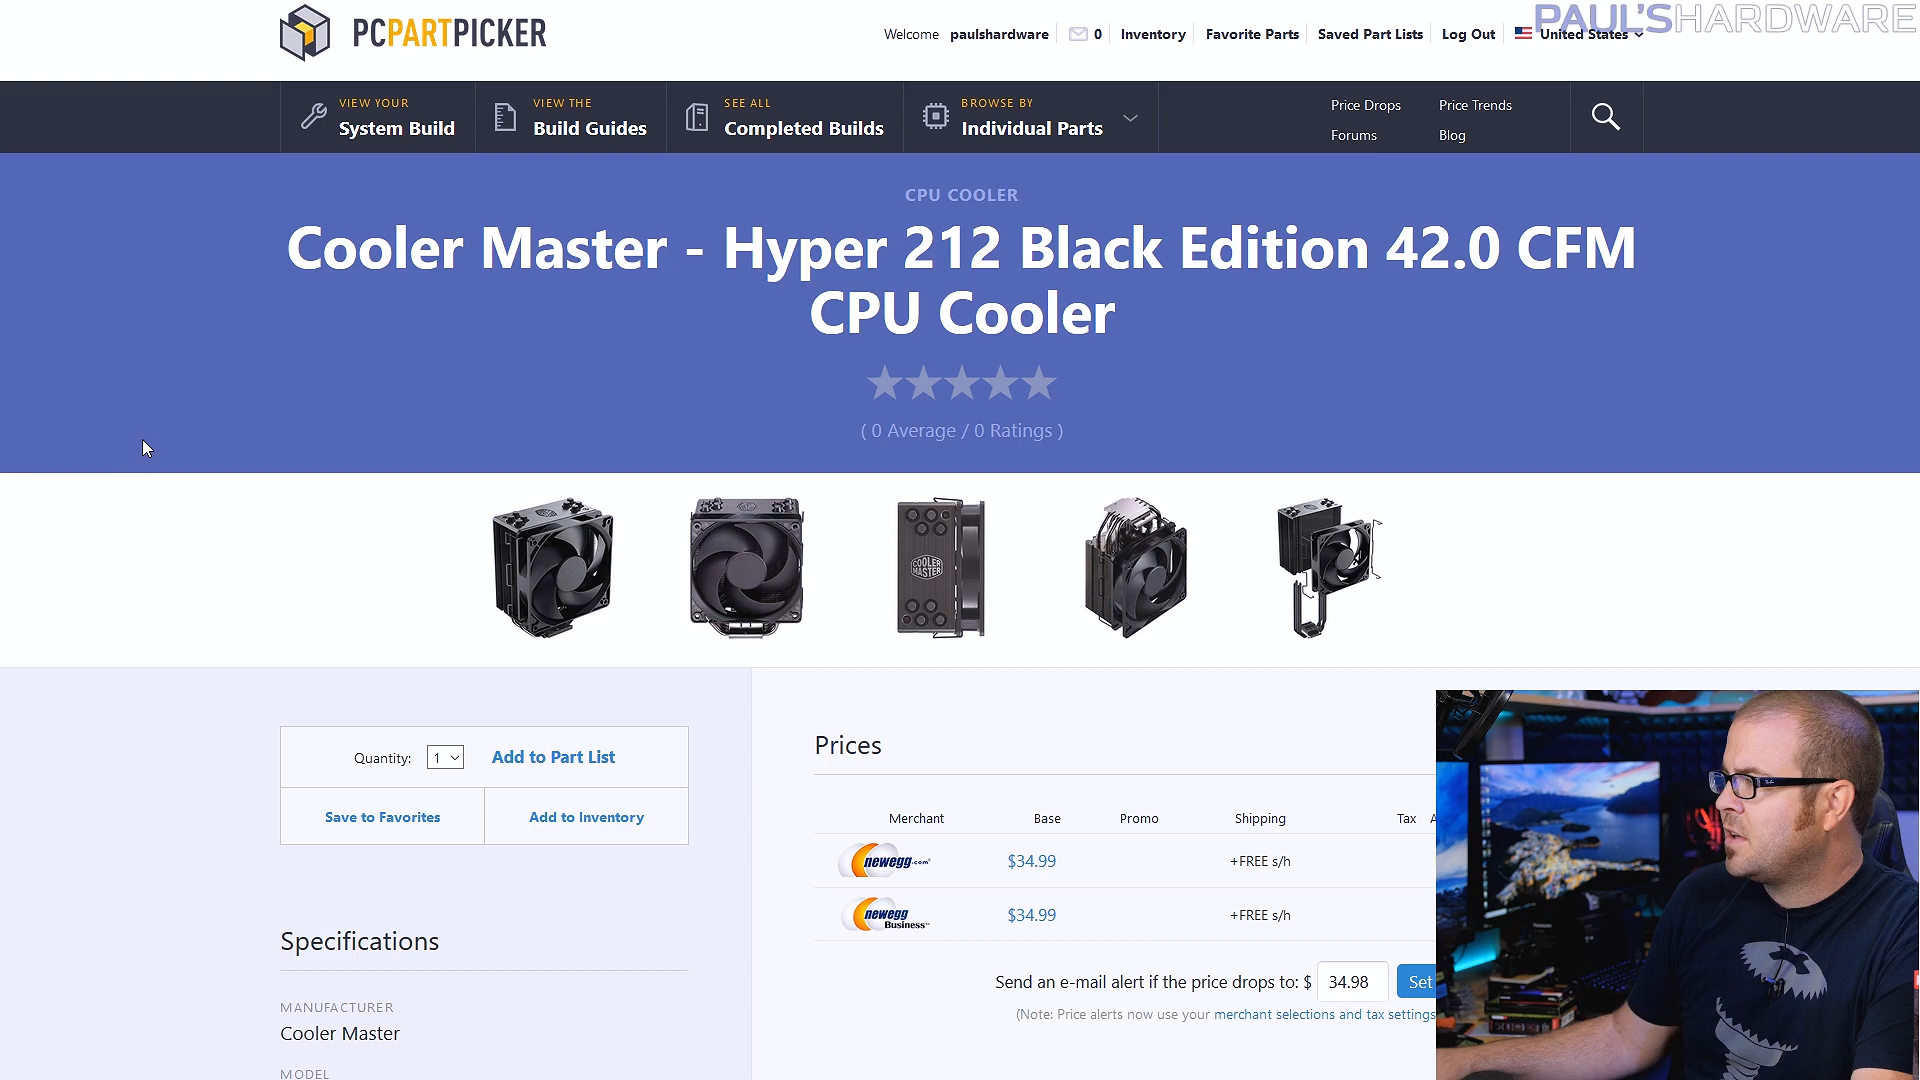 PCPARTPICKER
Welcome paulshardware 0 Inventory Favorite Parts Saved Part Lists Log Out United States
PAUL'SHARDWARE
VIEW YOUR
System Build
VIEW THE
Build Guides
SEE ALL
Completed Builds
BROWSE BY
Individual Parts
Price Drops Price Trends
Forums Blog
CPU COOLER
Cooler Master - Hyper 212 Black Edition 42.0 CFM
CPU Cooler
( 0 Average / 0 Ratings )
COOLER
MASTER
Quantity: 1 Add to Part List
Save to Favorites Add to Inventory
Specifications
MANUFACTURER
Cooler Master
MODEL
Prices
Merchant Base Promo Shipping Tax A
newegg.com $34.99 +FREE s/h
newegg Business $34.99 +FREE s/h
Send an e-mail alert if the price drops to: $ 34.98 Set
(Note: Price alerts now use your merchant selections and tax settings